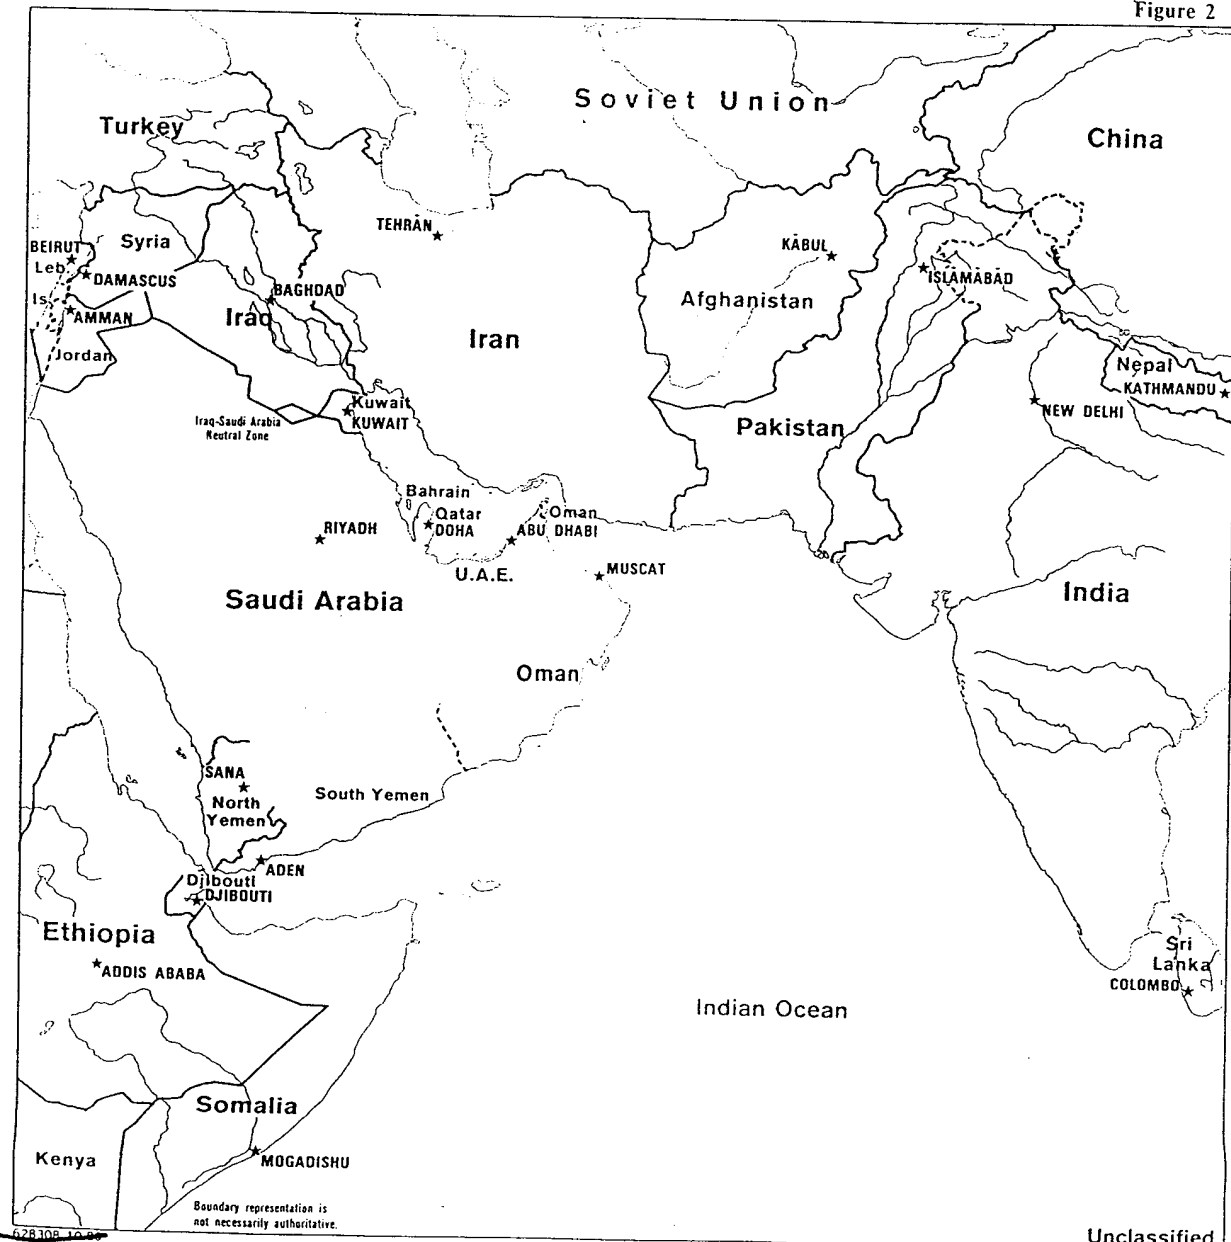 Figure 2
Soviet Union
Turkey
China
TEHRĀN
BEIRUT
Syria
KĀBUL
Leb.
DAMASCUS
ISLĀMĀBĀD
BAGHDAD
Is.
AMMAN
Iraq
Afghanistan
Iran
Jordan
Nepal
KATHMANDU
Kuwait
KUWAIT
NEW DELHI
Iraq-Saudi Arabia
Neutral Zone
Pakistan
Bahrain
Qatar
DOHA
Oman
ABU DHABI
RIYADH
MUSCAT
U.A.E.
Saudi Arabia
India
Oman
SANA
North
Yemen
South Yemen
ADEN
Djibouti
DJIBOUTI
Ethiopia
ADDIS ABABA
Sri
Lanka
COLOMBO
Indian Ocean
Somalia
Kenya
MOGADISHU
Boundary representation is
not necessarily authoritative.
Unclassified